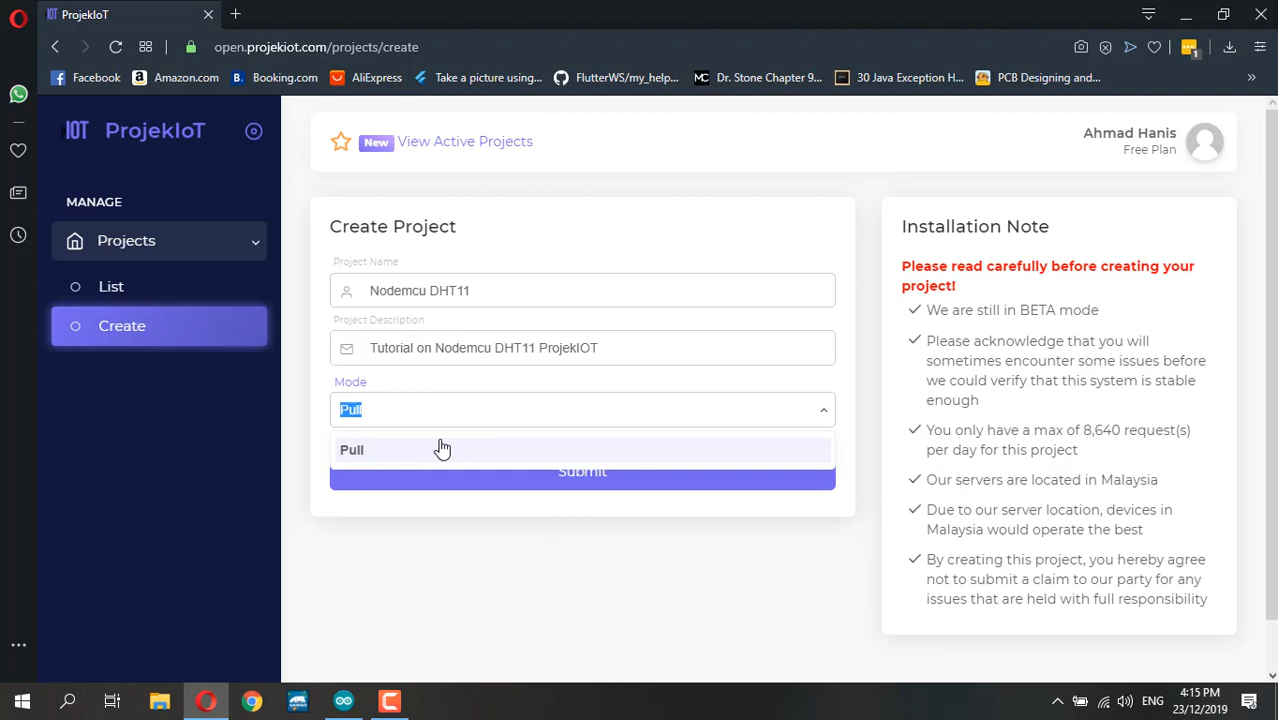 ProjekIoT
open.projekiot.com/projects/create
1
Facebook
Amazon.com
Booking.com
AliExpress
Take a picture using...
FlutterWS/my_help...
Dr. Stone Chapter 9...
30 Java Exception H...
PCB Designing and...
IOT ProjekIoT
MANAGE
Projects
List
Create
New View Active Projects
Ahmad Hanis
Free Plan
Create Project
Project Name
Nodemcu DHT11
Project Description
Tutorial on Nodemcu DHT11 ProjekIOT
Mode
Pull
Pull
Submit
Installation Note
Please read carefully before creating your
project!
We are still in BETA mode
Please acknowledge that you will
sometimes encounter some issues before
we could verify that this system is stable
enough
You only have a max of 8,640 request(s)
per day for this project
Our servers are located in Malaysia
Due to our server location, devices in
Malaysia would operate the best
By creating this project, you hereby agree
not to submit a claim to our party for any
issues that are held with full responsibility
ENG
4:15 PM
23/12/2019